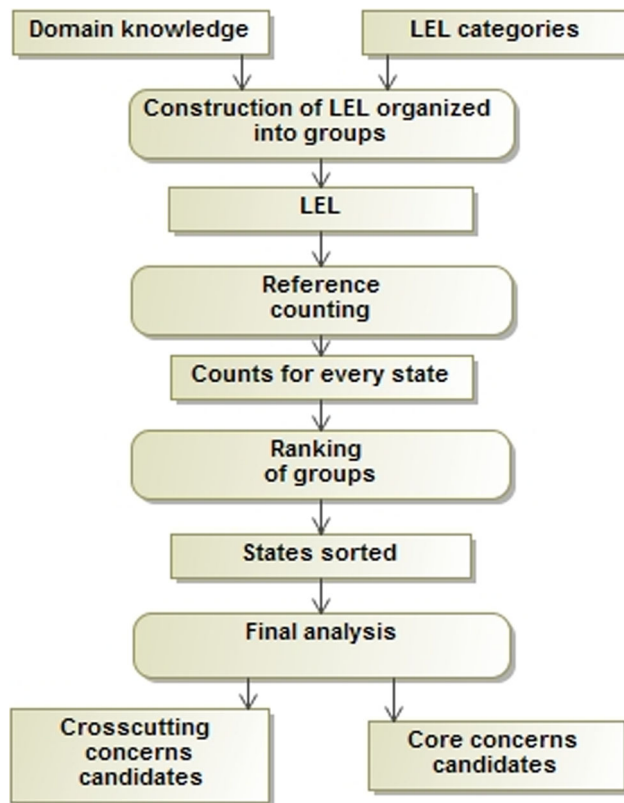 Domain knowledge
LEL categories
Construction of LEL organized
into groups
LEL
Reference
counting
Counts for every state
Ranking
of groups
States sorted
Final analysis
Crosscutting
concerns
candidates
Core concerns
candidates